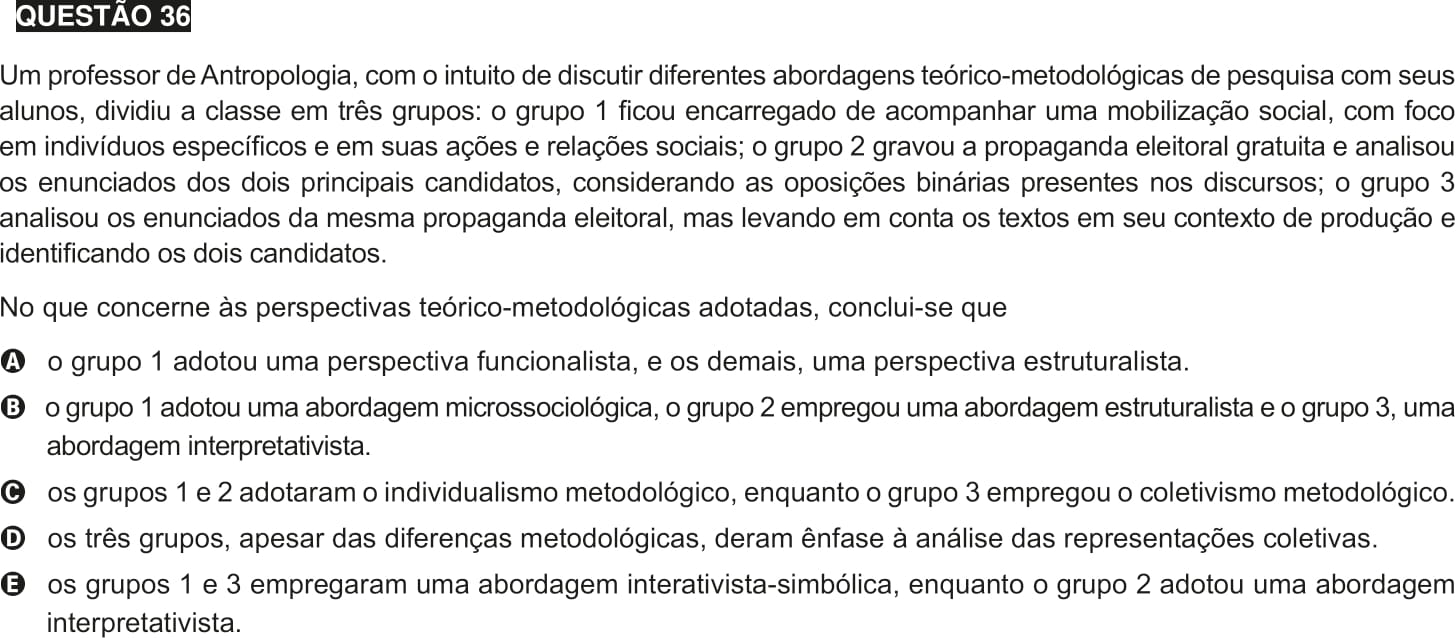 QUESTÃO 36
Um professor de Antropologia, com o intuito de discutir diferentes abordagens teórico-metodológicas de pesquisa com seus
alunos, dividiu a classe em três grupos: o grupo 1 ficou encarregado de acompanhar uma mobilização social, com foco
em indivíduos específicos e em suas ações e relações sociais; o grupo 2 gravou a propaganda eleitoral gratuita e analisou
os enunciados dos dois principais candidatos, considerando as oposições binárias presentes nos discursos; o grupo 3
analisou os enunciados da mesma propaganda eleitoral, mas levando em conta os textos em seu contexto de produção e
identificando os dois candidatos.
No que concerne às perspectivas teórico-metodológicas adotadas, conclui-se que
A o grupo 1 adotou uma perspectiva funcionalista, e os demais, uma perspectiva estruturalista.
B o grupo 1 adotou uma abordagem microssociológica, o grupo 2 empregou uma abordagem estruturalista e o grupo 3, uma
abordagem interpretativista.
C os grupos 1 e 2 adotaram o individualismo metodológico, enquanto o grupo 3 empregou o coletivismo metodológico.
D os três grupos, apesar das diferenças metodológicas, deram ênfase à análise das representações coletivas.
E os grupos 1 e 3 empregaram uma abordagem interativista-simbólica, enquanto o grupo 2 adotou uma abordagem
interpretativista.